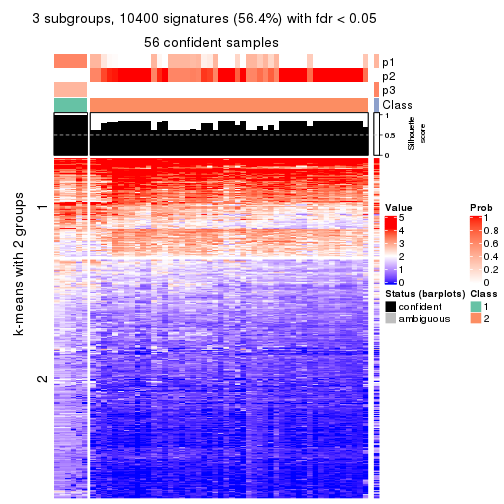 3 subgroups, 10400 signatures (56.4%) with fdr < 0.05
56 confident samples
p1
p2
p3
Class
1
0.5
0
Silhouette
score
k-means with 2 groups
1
2
Value
5
4
3
2
1
0
Prob
1
0.8
0.6
0.4
0.2
0
Status (barplots)
confident
ambiguous
Class
1
2